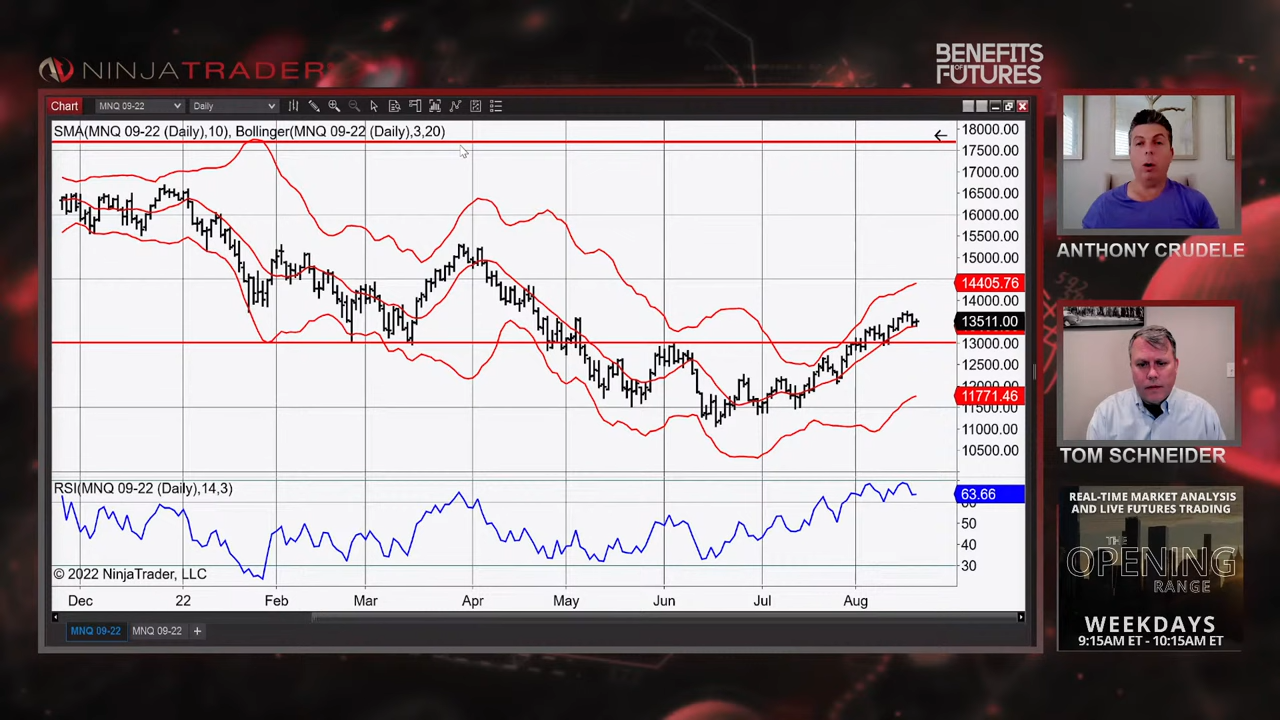 NINJATRADER
BENEFITS
OF
FUTURES
Chart
MNQ 09-22
Daily
SMA(MNQ 09-22 (Daily),10), Bollinger(MNQ 09-22 (Daily),3,20)
18000.00
17500.00
17000.00
16500.00
16000.00
15500.00
15000.00
14405.76
14000.00
13511.00
13000.00
12500.00
12000.00
11771.46
11500.00
11000.00
10500.00
RSI(MNQ 09-22 (Daily),14,3)
63.66
60
50
40
30
© 2022 NinjaTrader, LLC
Dec 22 Feb Mar Apr May Jun Jul Aug
MNQ 09-22 MNQ 09-22 +
ANTHONY CRUDELE
TOM SCHNEIDER
REAL-TIME MARKET ANALYSIS
AND LIVE FUTURES TRADING
THE
OPENING
RANGE
WEEKDAYS
9:15AM ET - 10:15AM ET